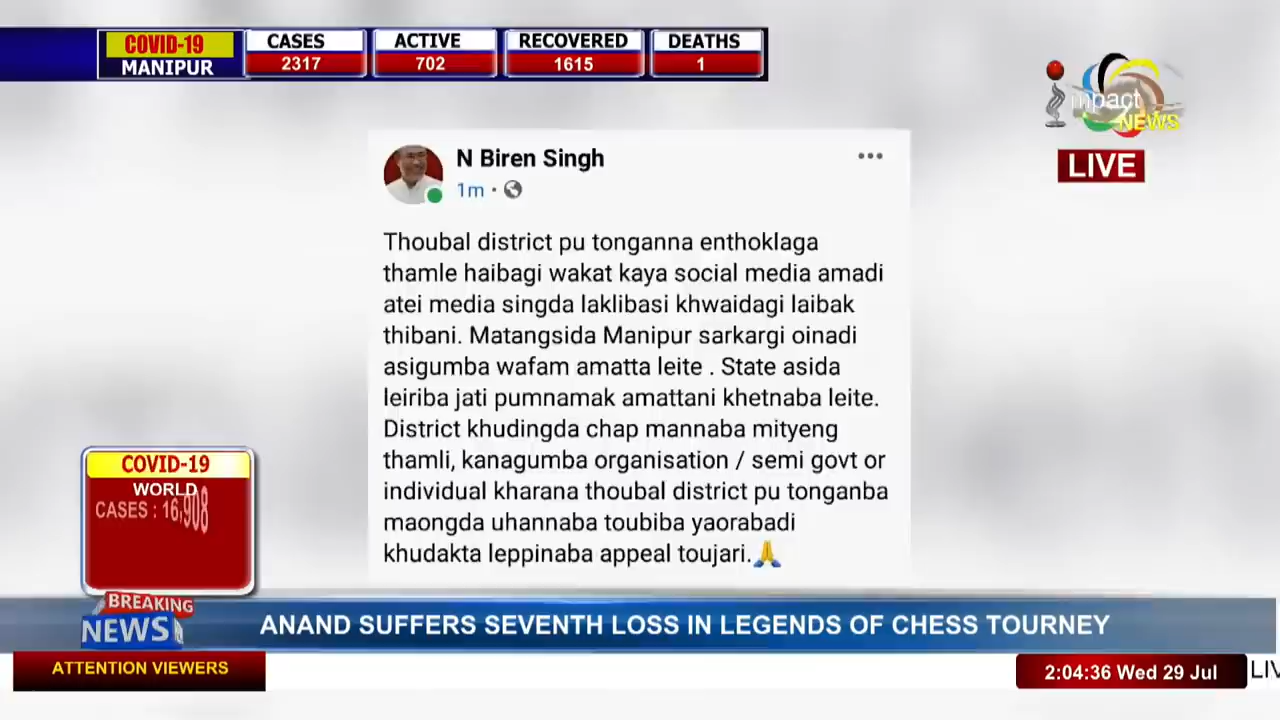 COVID-19
MANIPUR
CASES
2317
ACTIVE
702
RECOVERED
1615
DEATHS
1
impact
NEWS
LIVE
N Biren Singh
1m ·
Thoubal district pu tonganna enthoklaga
thamle haibagi wakat kaya social media amadi
atei media singda laklibasi khwaidagi laibak
thibani. Matangsida Manipur sarkargi oinadi
asigumba wafam amatta leite . State asida
leiriba jati pumnamak amattani khetnaba leite.
District khudingda chap mannaba mityeng
thamli, kanagumba organisation / semi govt or
individual kharana thoubal district pu tonganba
maongda uhannaba toubiba yaorabadi
khudakta leppinaba appeal toujari.🙏
COVID-19
WORLD
CASES : 16,908
BREAKING
NEWS
ANAND SUFFERS SEVENTH LOSS IN LEGENDS OF CHESS TOURNEY
ATTENTION VIEWERS
2:04:36 Wed 29 Jul
LIV